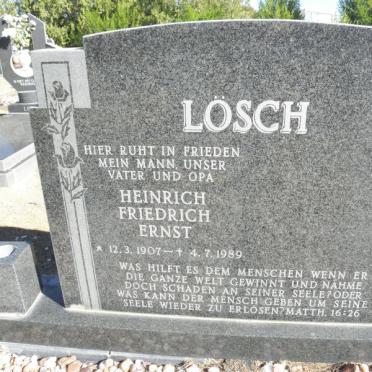 LÖSCH
HIER RUHT IN FRIEDEN
MEIN MANN, UNSER
VATER UND OPA
HEINRICH
FRIEDRICH
ERNST
* 12.3.1907 — † 4.7.1989
WAS HILFT ES DEM MENSCHEN WENN ER
DIE GANZE WELT GEWINNT UND NÄHME
DOCH SCHADEN AN SEINER SEELE? ODER
WAS KANN DER MENSCH GEBEN UM SEINE
SEELE WIEDER ZU ERLÖSEN? MATTH. 16:26